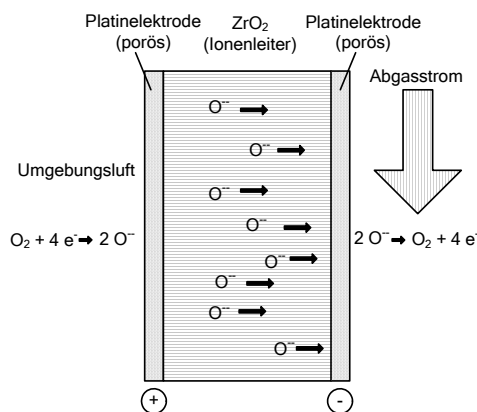 Platinelektrode
(porös)
ZrO₂
(Ionenleiter)
Platinelektrode
(porös)
Abgasstrom
Umgebungsluft
O⁻⁻
O⁻⁻
O⁻⁻
O⁻⁻
O⁻⁻
O⁻⁻
O⁻⁻
O⁻⁻
O₂ + 4 e⁻ → 2 O⁻⁻
2 O⁻⁻ → O₂ + 4 e⁻
+
-